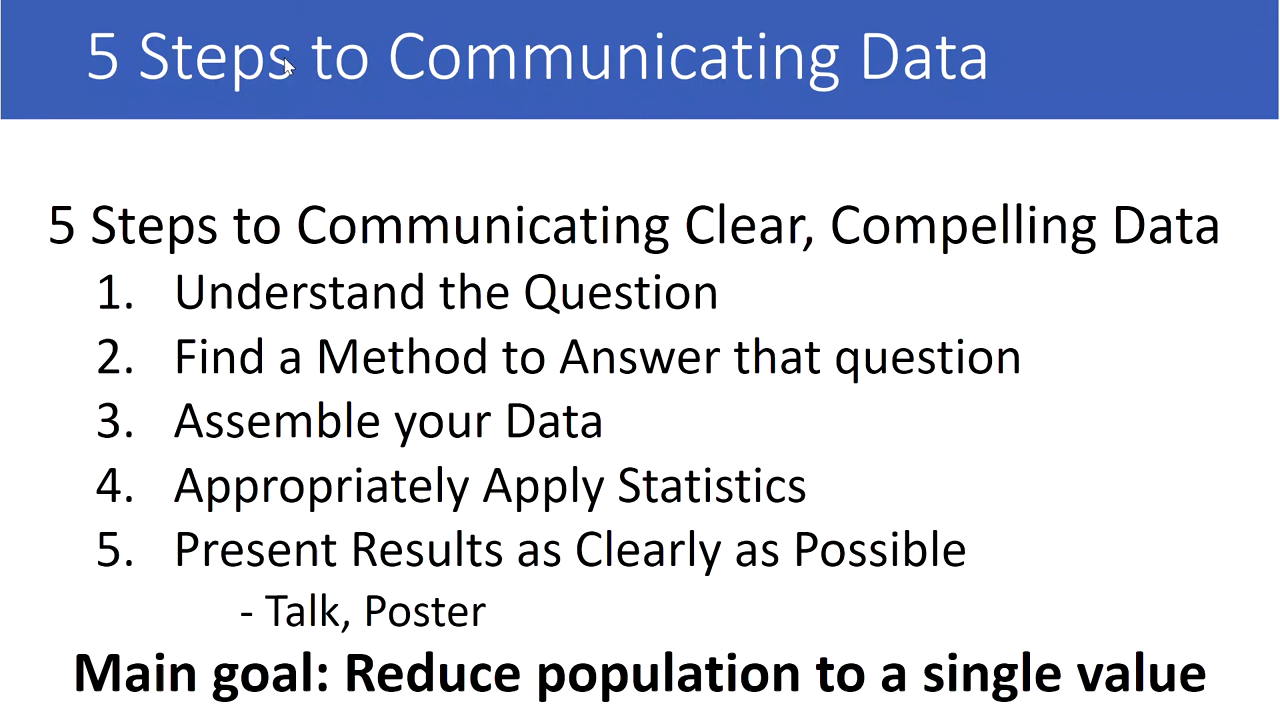 5 Steps to Communicating Data
5 Steps to Communicating Clear, Compelling Data
1. Understand the Question
2. Find a Method to Answer that question
3. Assemble your Data
4. Appropriately Apply Statistics
5. Present Results as Clearly as Possible
- Talk, Poster
Main goal: Reduce population to a single value